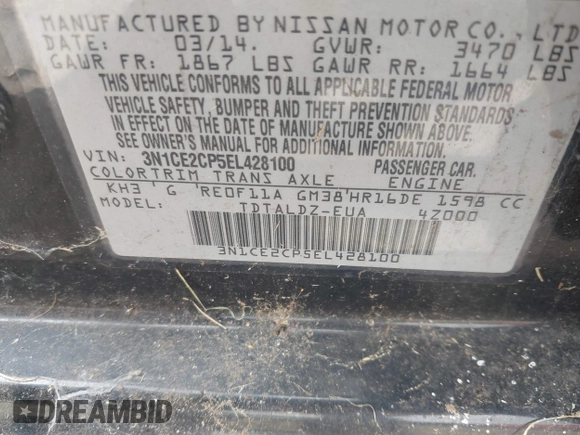 MANUFACTURED BY NISSAN MOTOR CO., LTD
DATE: 03/14. GVWR: 3470 LBS
GAWR FR: 1867 LBS GAWR RR: 1664 LBS
THIS VEHICLE CONFORMS TO ALL APPLICABLE FEDERAL MOTOR
VEHICLE SAFETY, BUMPER AND THEFT PREVENTION STANDARDS
IN EFFECT ON THE DATE OF MANUFACTURE SHOWN ABOVE.
SEE OWNER'S MANUAL FOR ADDITIONAL INFORMATION.
VIN: 3N1CE2CP5EL428100 PASSENGER CAR.
COLOR TRIM TRANS AXLE ENGINE
KH3 G RE0F11A GM38 HR16DE 1598 CC
MODEL: TDTALDZ-EUA 4Z000
3N1CE2CP5EL428100
DREAMBID